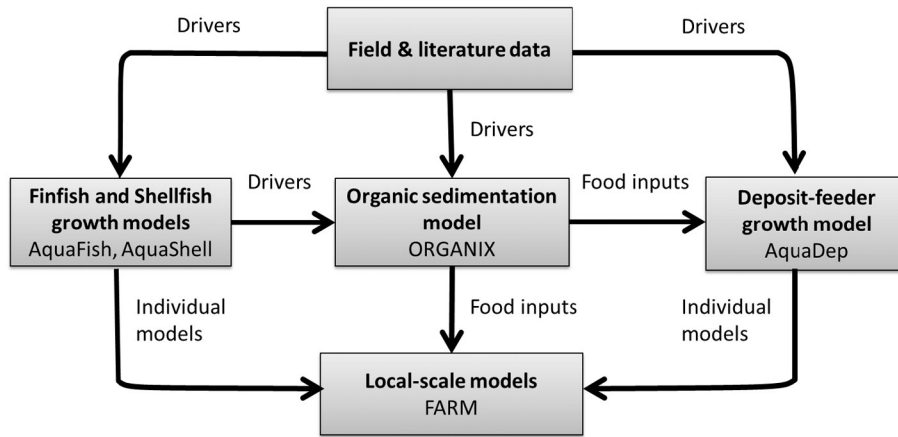 Drivers
Field & literature data
Drivers
Drivers
Finfish and Shellfish
growth models
AquaFish, AquaShell
Drivers
Organic sedimentation
model
ORGANIX
Food inputs
Deposit-feeder
growth model
AquaDep
Individual
models
Food inputs
Individual
models
Local-scale models
FARM